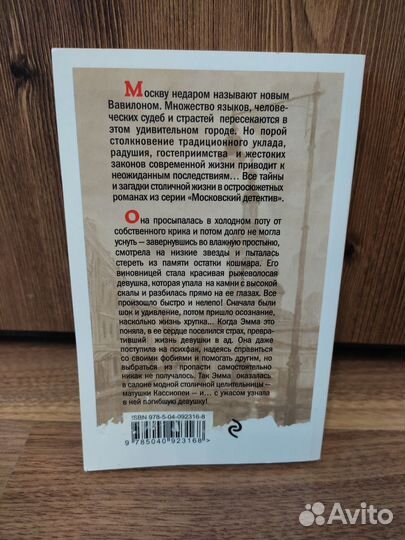 Москву недаром называют новым
Вавилоном. Множество языков, челове-
ческих судеб и страстей пересекаются в
этом удивительном городе. Но порой
столкновение традиционного уклада,
радушия, гостеприимства и жестоких
законов современной жизни приводит к
неожиданным последствиям... Все тайны
и загадки столичной жизни в остросюжетных
романах из серии «Московский детектив».
Она просыпалась в холодном поту от
собственного крика и потом долго не могла
уснуть – завернувшись во влажную простыню,
смотрела на низкие звезды и пыталась
стереть из памяти остатки кошмара. Его
виновницей стала красивая рыжеволосая
девушка, которая упала на камни с высокой
скалы и разбилась прямо на ее глазах. Все
произошло быстро и нелепо! Сначала были
шок и удивление, потом пришло осознание,
насколько жизнь хрупка... Когда Эмма это
поняла, в ее сердце поселился страх, превра-
тивший жизнь девушки в ад. Она даже
поступила на психфак, надеясь справиться
со своими фобиями и помогать другим, но
выбраться из пропасти самостоятельно
никак не получалось. Так Эмма оказалась
в салоне модной столичной целительницы –
матушки Кассиопеи – и... с ужасом узнала
в ней погибшую девушку!
ISBN 978-5-04-092316-8
9 785040 923168 >
Avito